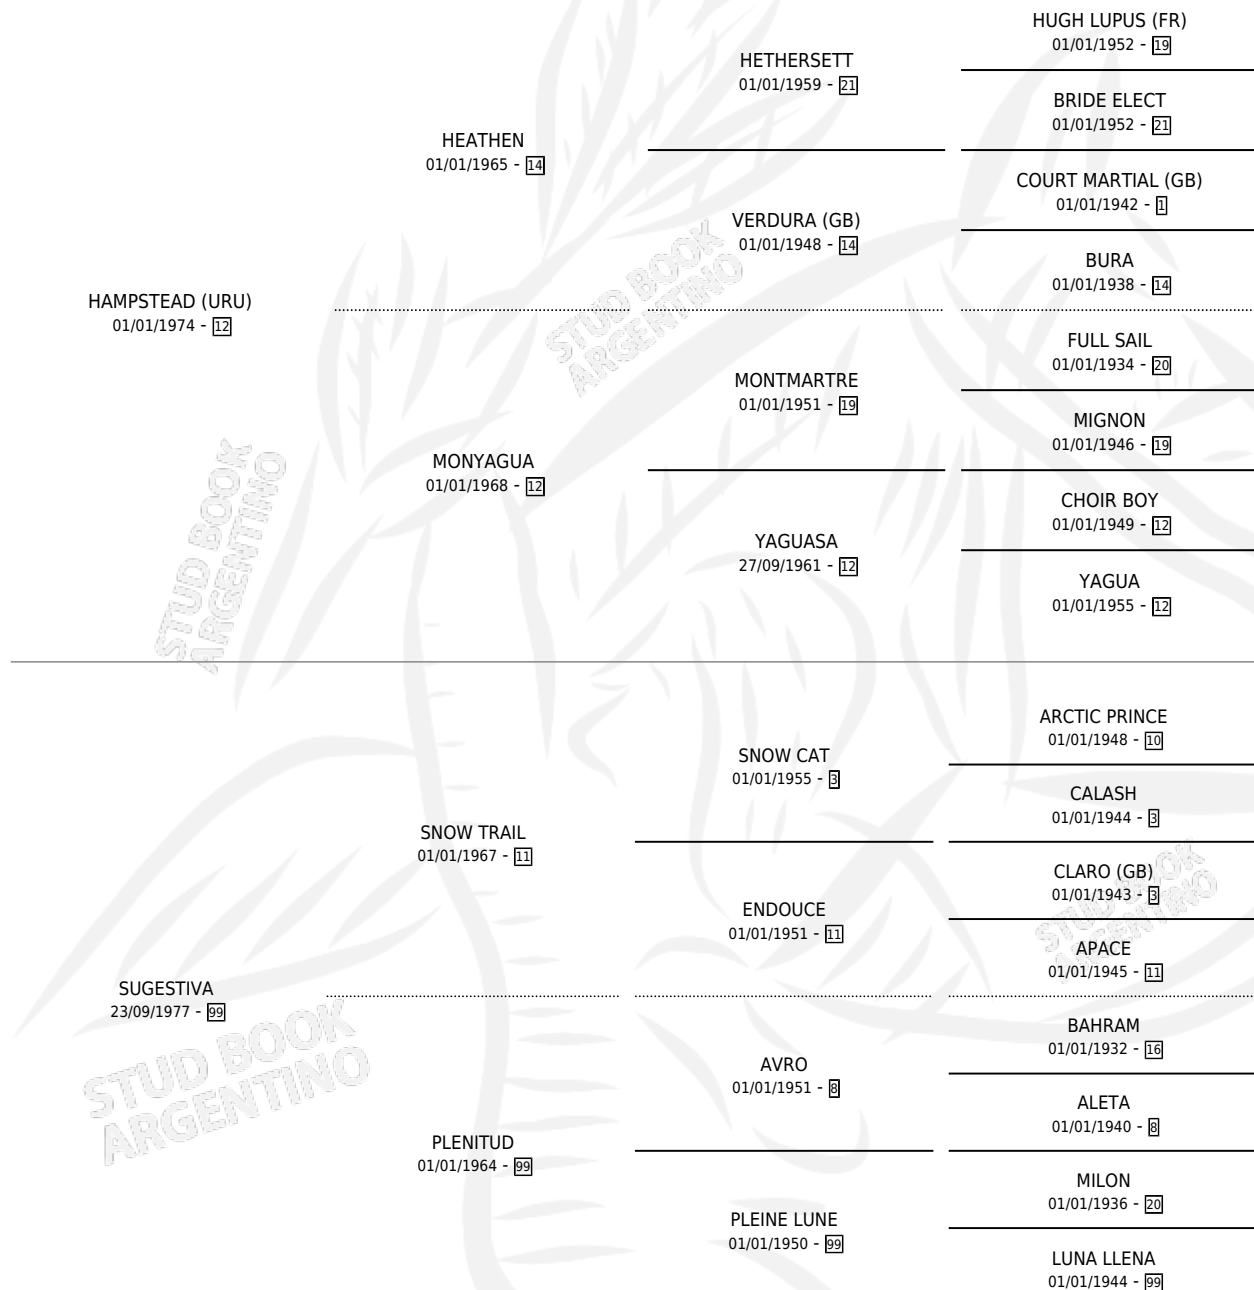 HUGH LUPUS (FR)
01/01/1952 - 19
HETHERSETT
01/01/1959 - 21
BRIDE ELECT
01/01/1952 - 21
HEATHEN
01/01/1965 - 14
COURT MARTIAL (GB)
01/01/1942 - 1
VERDURA (GB)
01/01/1948 - 14
BURA
01/01/1938 - 14
HAMPSTEAD (URU)
01/01/1974 - 12
FULL SAIL
01/01/1934 - 20
MONTMARTRE
01/01/1951 - 19
MIGNON
01/01/1946 - 19
MONYAGUA
01/01/1968 - 12
CHOIR BOY
01/01/1949 - 12
YAGUASA
27/09/1961 - 12
YAGUA
01/01/1955 - 12
ARCTIC PRINCE
01/01/1948 - 10
SNOW CAT
01/01/1955 - 3
CALASH
01/01/1944 - 3
SNOW TRAIL
01/01/1967 - 11
CLARO (GB)
01/01/1943 - 3
ENDOUCE
01/01/1951 - 11
APACE
01/01/1945 - 11
SUGESTIVA
23/09/1977 - 99
BAHRAM
01/01/1932 - 16
AVRO
01/01/1951 - 8
ALETA
01/01/1940 - 8
PLENITUD
01/01/1964 - 99
MILON
01/01/1936 - 20
PLEINE LUNE
01/01/1950 - 99
LUNA LLENA
01/01/1944 - 99
STUD BOOK
ARGENTINO
STUD BOOK
ARGENTINO
STUD BOOK
ARGENTINO
STUD BOOK
ARGENTINO